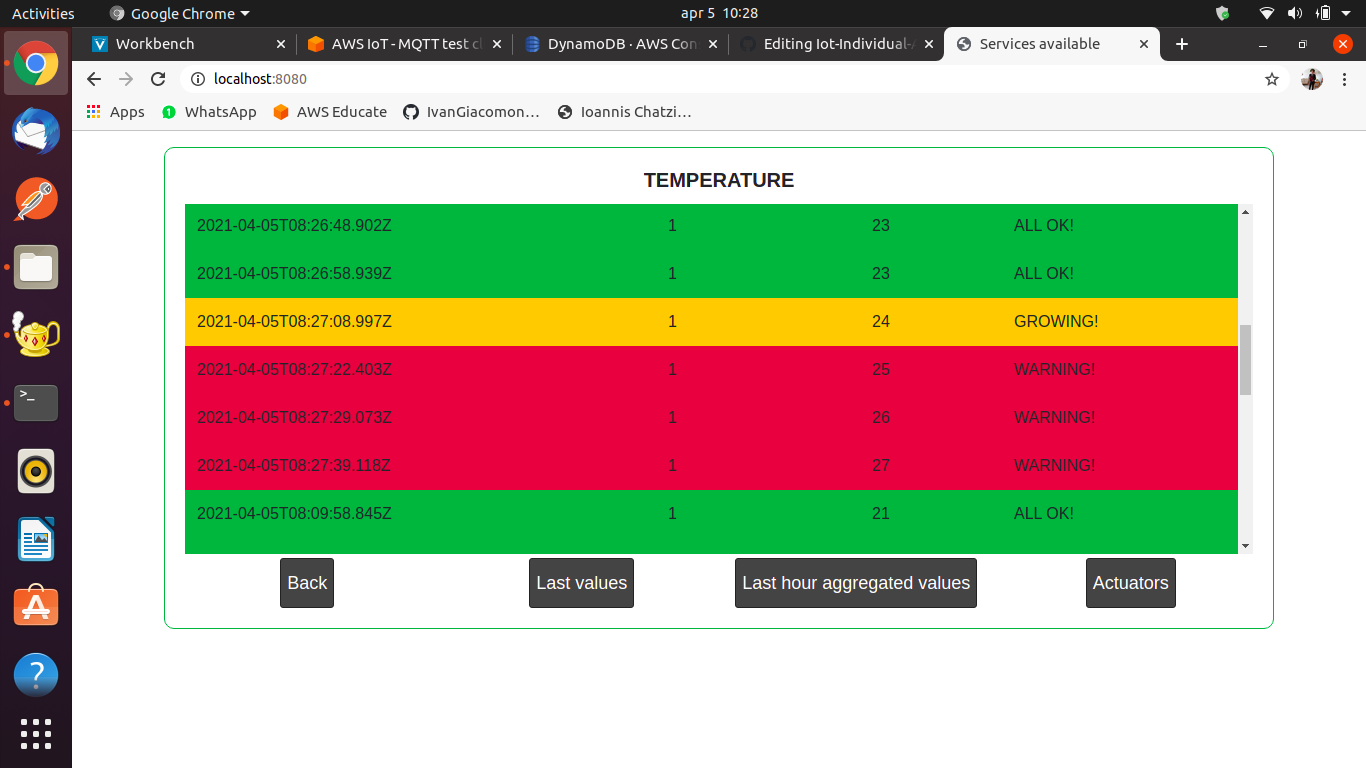 Activities Google Chrome apr 5 10:28
Workbench AWS IoT - MQTT test cl DynamoDB · AWS Con Editing Iot-Individual- Services available
localhost:8080
Apps 1 WhatsApp AWS Educate IvanGiacomon… Ioannis Chatzi…
TEMPERATURE
2021-04-05T08:26:48.902Z 1 23 ALL OK!
2021-04-05T08:26:58.939Z 1 23 ALL OK!
2021-04-05T08:27:08.997Z 1 24 GROWING!
2021-04-05T08:27:22.403Z 1 25 WARNING!
2021-04-05T08:27:29.073Z 1 26 WARNING!
2021-04-05T08:27:39.118Z 1 27 WARNING!
2021-04-05T08:09:58.845Z 1 21 ALL OK!
Back Last values Last hour aggregated values Actuators